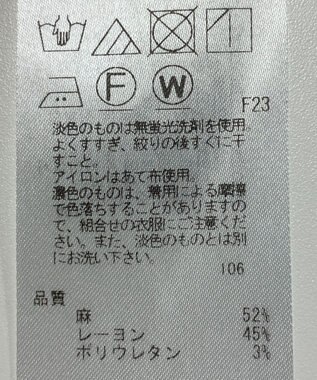 F
W
F23
淡色のものは無蛍光洗剤を使用
よくすすぎ、絞りの後すぐに干
すこと。
アイロンはあて布使用。
濃色のものは、着用による摩擦
で色落ちすることがありますの
で、組合せの衣服にご注意くだ
さい。また、淡色のものとは別
にお洗い下さい。
106
品質
麻 52%
レーヨン 45%
ポリウレタン 3%